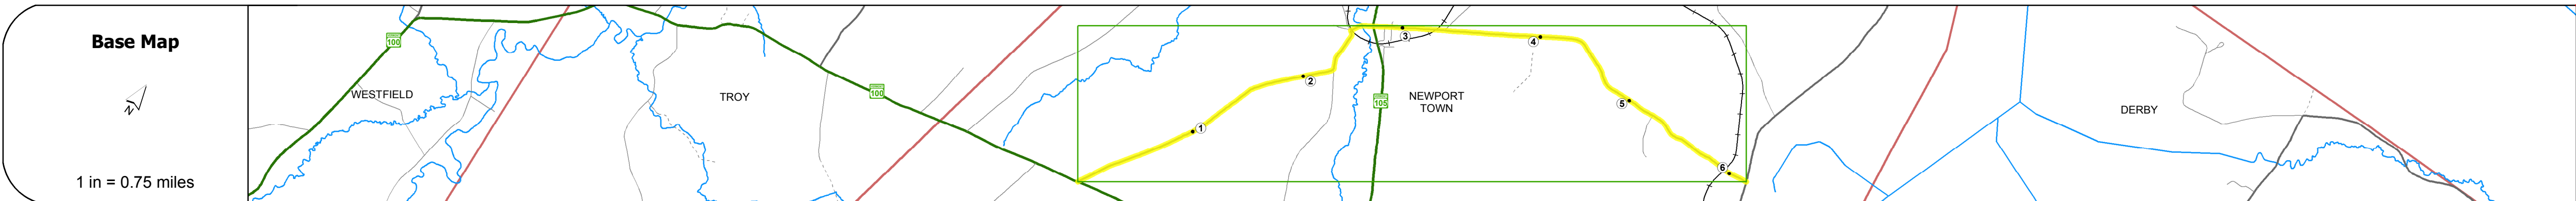 Base Map
N
1 in = 0.75 miles
100
WESTFIELD
TROY
100
1
2
3
4
5
6
105
NEWPORT
TOWN
DERBY